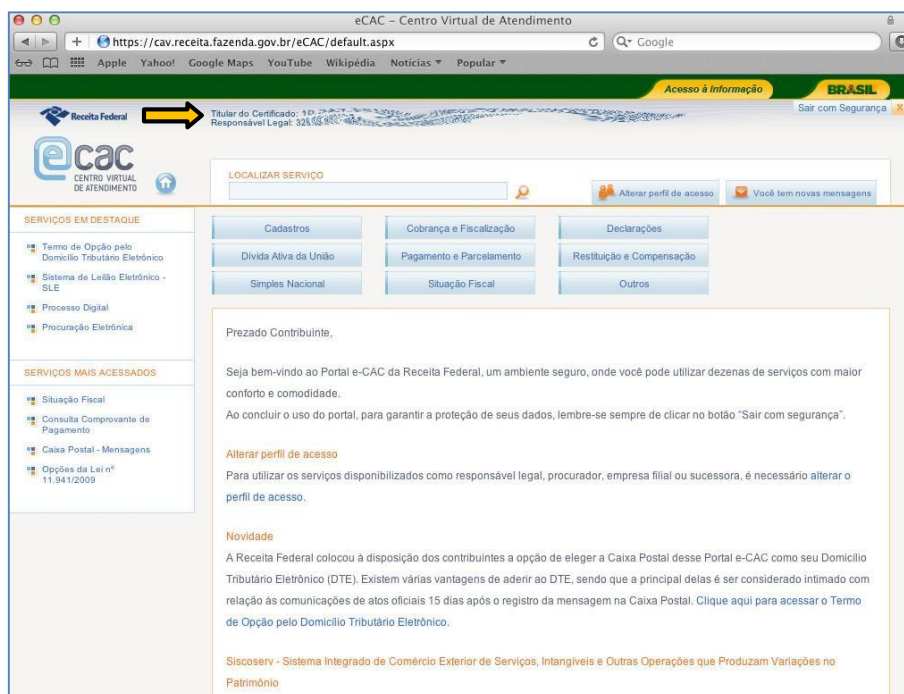 eCAC – Centro Virtual de Atendimento
https://cav.receita.fazenda.gov.br/eCAC/default.aspx
Google
Apple Yahoo! Google Maps YouTube Wikipédia Notícias Popular
Acesso à Informação
BRASIL
Receita Federal
Titular do Certificado:
Responsável Legal:
Sair com Segurança X
ecac
CENTRO VIRTUAL
DE ATENDIMENTO
LOCALIZAR SERVIÇO
Alterar perfil de acesso
Você tem novas mensagens
SERVIÇOS EM DESTAQUE
Termo de Opção pelo
Domicílio Tributário Eletrônico
Sistema de Leilão Eletrônico -
SLE
Processo Digital
Procuração Eletrônica
SERVIÇOS MAIS ACESSADOS
Situação Fiscal
Consulta Comprovante de
Pagamento
Caixa Postal - Mensagens
Opções da Lei nº
11.941/2009
Cadastros
Cobrança e Fiscalização
Declarações
Dívida Ativa da União
Pagamento e Parcelamento
Restituição e Compensação
Simples Nacional
Situação Fiscal
Outros
Prezado Contribuinte,
Seja bem-vindo ao Portal e-CAC da Receita Federal, um ambiente seguro, onde você pode utilizar dezenas de serviços com maior
conforto e comodidade.
Ao concluir o uso do portal, para garantir a proteção de seus dados, lembre-se sempre de clicar no botão “Sair com segurança”.
Alterar perfil de acesso
Para utilizar os serviços disponibilizados como responsável legal, procurador, empresa filial ou sucessora, é necessário alterar o
perfil de acesso.
Novidade
A Receita Federal colocou à disposição dos contribuintes a opção de eleger a Caixa Postal desse Portal e-CAC como seu Domicílio
Tributário Eletrônico (DTE). Existem várias vantagens de aderir ao DTE, sendo que a principal delas é ser considerado intimado com
relação às comunicações de atos oficiais 15 dias após o registro da mensagem na Caixa Postal. Clique aqui para acessar o Termo
de Opção pelo Domicílio Tributário Eletrônico.
Siscoserv - Sistema Integrado de Comércio Exterior de Serviços, Intangíveis e Outras Operações que Produzam Variações no
Patrimônio